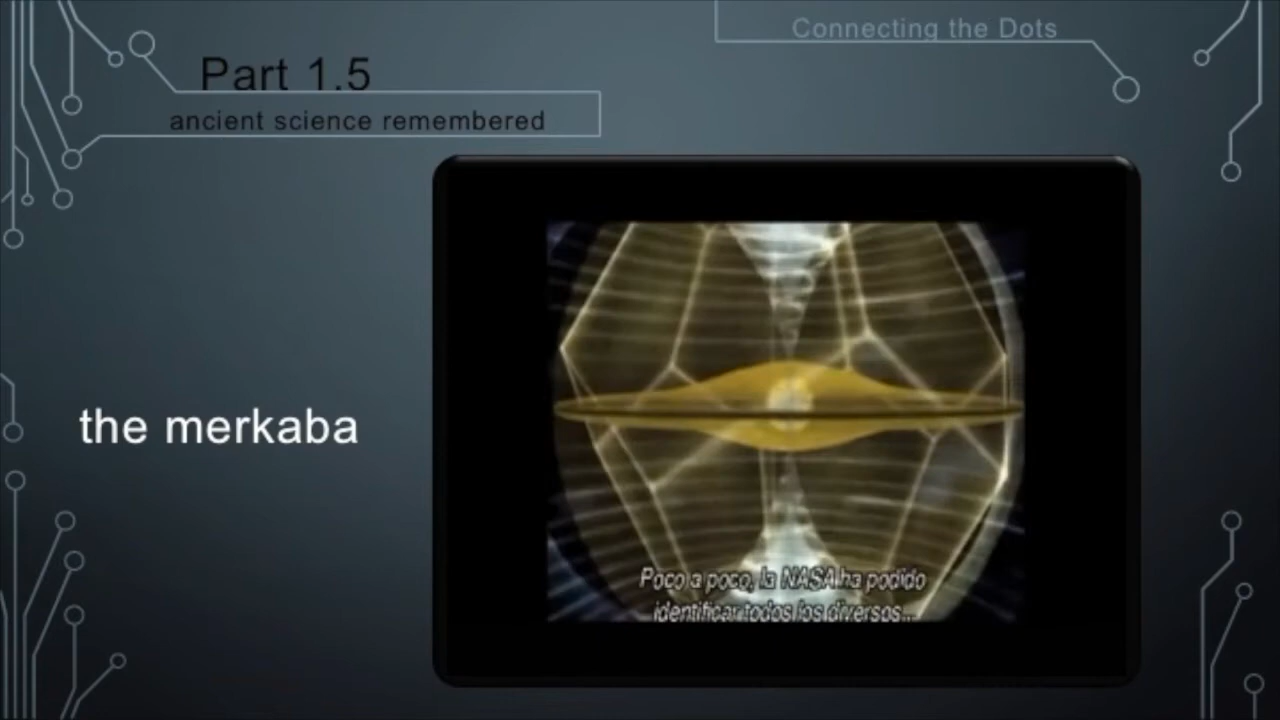 Connecting the Dots
Part 1.5
ancient science remembered
the merkaba
Poco a poco, la NASA ha podido
identificar todos los diversos...